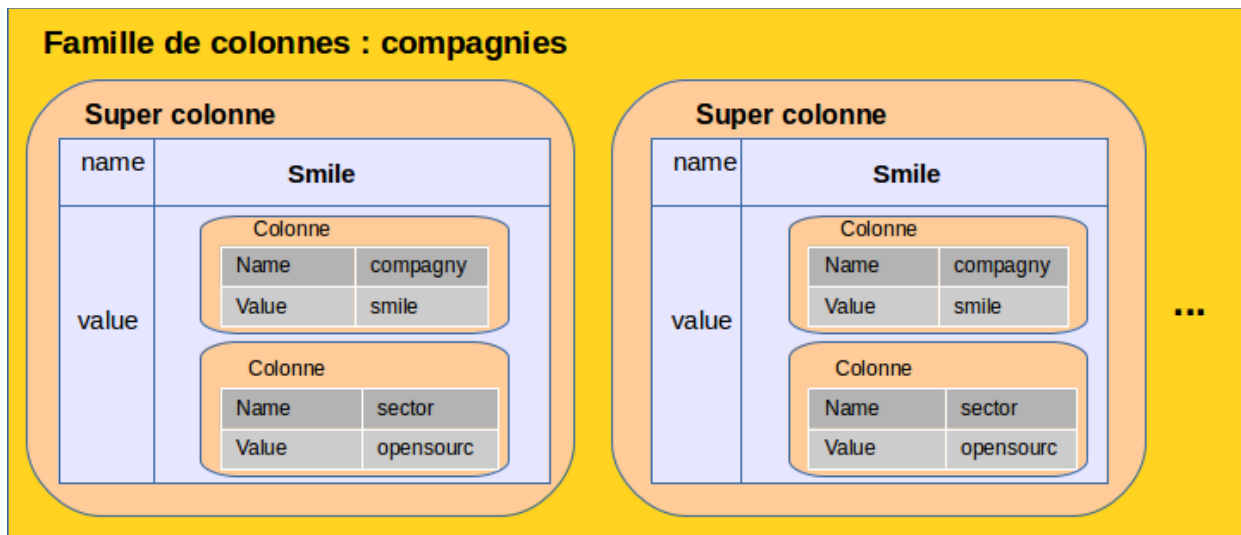 Famille de colonnes : compagnies
Super colonne
name
Smile
value
Colonne
Name compagny
Value smile
Colonne
Name sector
Value opensourc
Super colonne
name
Smile
value
Colonne
Name compagny
Value smile
Colonne
Name sector
Value opensourc
...